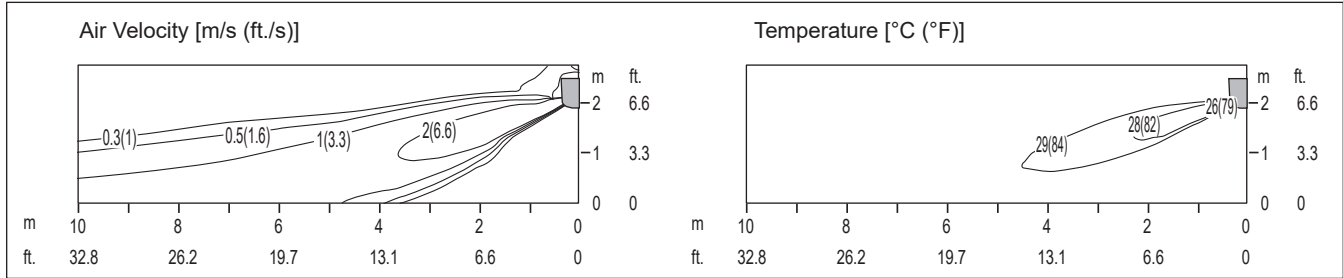 Air Velocity [m/s (ft./s)]
0.3(1)
0.5(1.6)
1(3.3)
2(6.6)
m ft.
2 6.6
1 3.3
0 0
m 10 8 6 4 2 0
ft. 32.8 26.2 19.7 13.1 6.6 0
Temperature [°C (°F)]
26(79)
28(82)
29(84)
m ft.
2 6.6
1 3.3
0 0
m 10 8 6 4 2 0
ft. 32.8 26.2 19.7 13.1 6.6 0